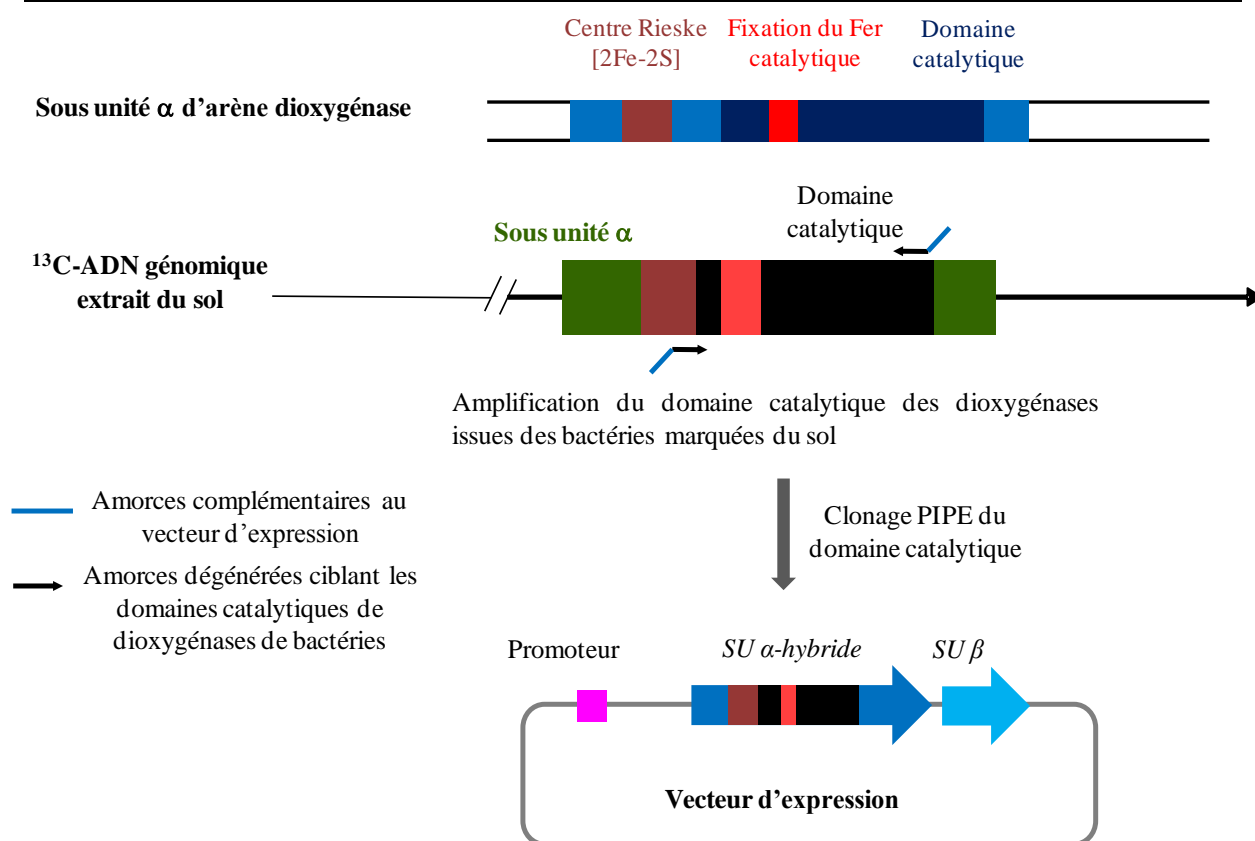 Centre Rieske
[2Fe-2S]
Fixation du Fer
catalytique
Domaine
catalytique
Sous unité α d’arène dioxygénase
Domaine
catalytique
Sous unité α
¹³C-ADN génomique
extrait du sol
Amplification du domaine catalytique des dioxygénases
issues des bactéries marquées du sol
Amorces complémentaires au
vecteur d’expression
Amorces dégénérées ciblant les
domaines catalytiques de
dioxygénases de bactéries
Clonage PIPE du
domaine catalytique
Promoteur
SU α-hybride
SU β
Vecteur d’expression